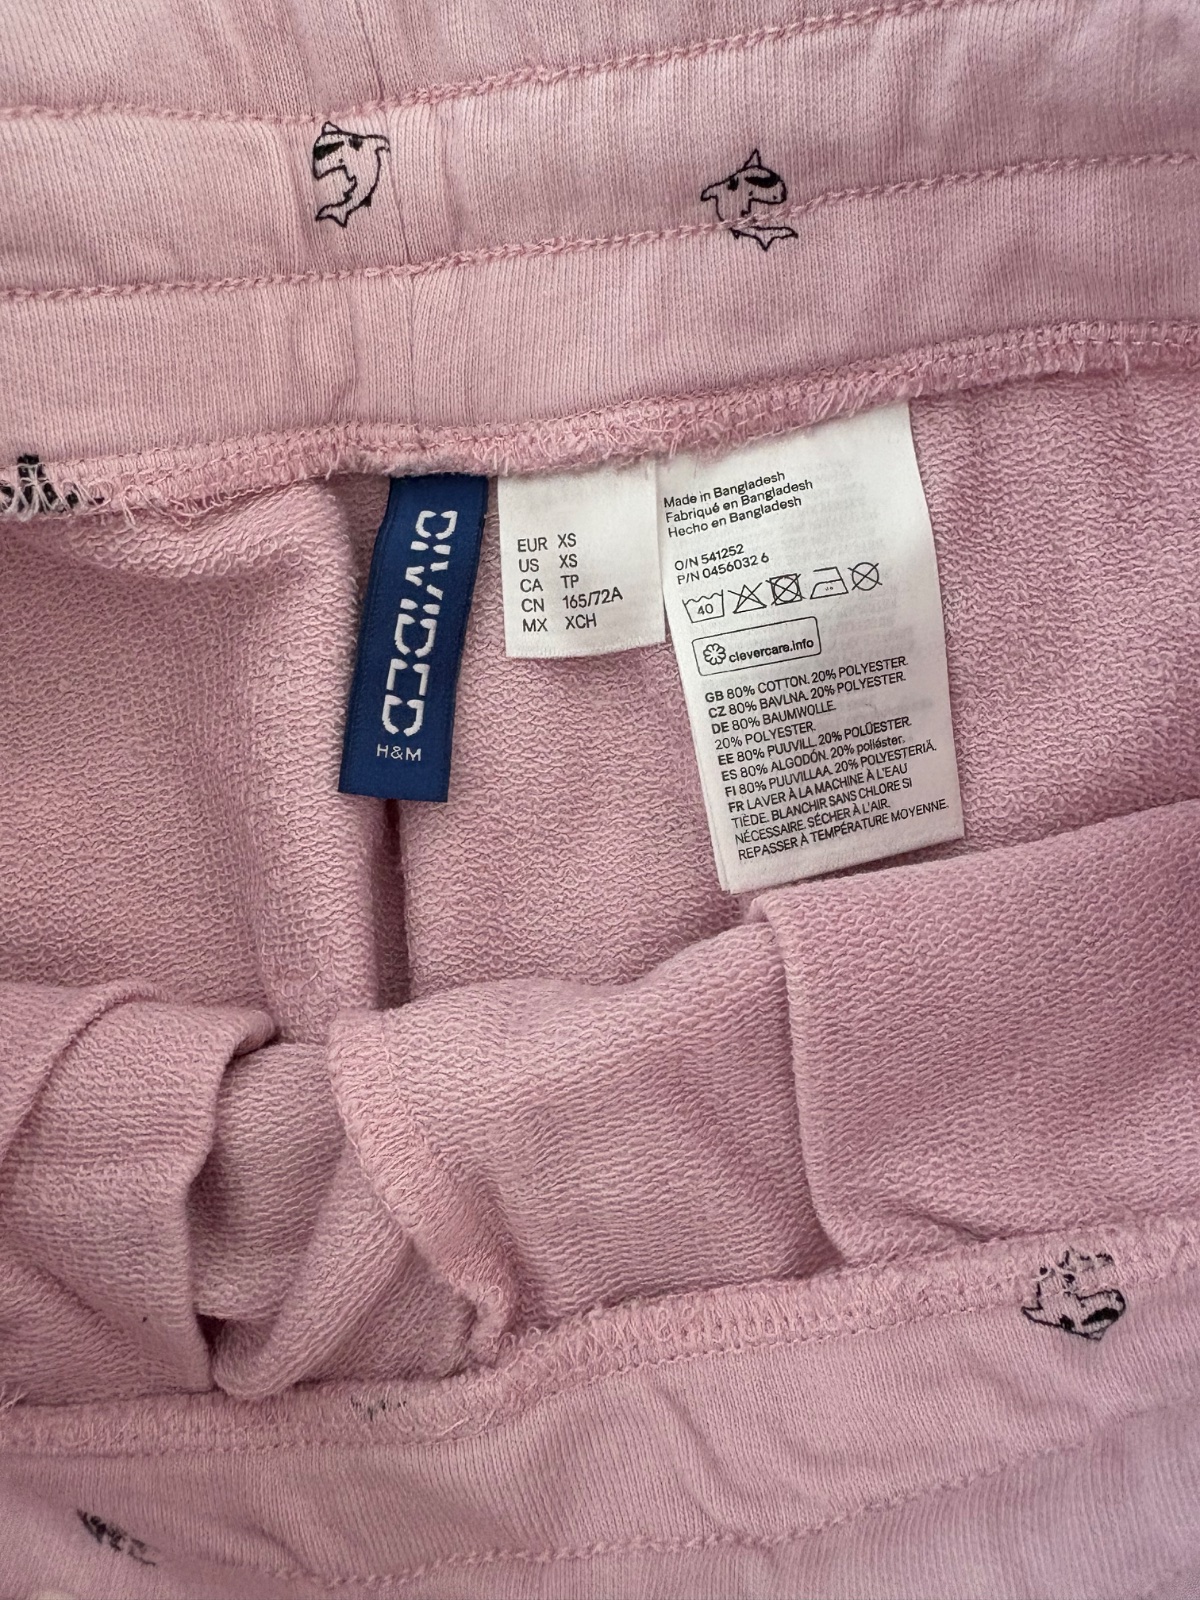 DIVIDED
H&M
EUR XS
US XS
CA TP
CN 165/72A
MX XCH
Made in Bangladesh
Fabriqué en Bangladesh
Hecho en Bangladesh
O/N 541252
P/N 0456032 6
40
clevercare.info
GB 80% COTTON. 20% POLYESTER.
CZ 80% BAVLNA. 20% POLYESTER.
DE 80% BAUMWOLLE.
20% POLYESTER.
EE 80% PUUVILL. 20% POLÜESTER.
ES 80% ALGODÓN. 20% poliáster.
FI 80% PUUVILLAA. 20% POLYESTERIÄ.
FR LAVER À LA MACHINE À L'EAU
TIÈDE. BLANCHIR SANS CHLORE SI
NÉCESSAIRE. SÉCHER À L'AIR.
REPASSER À TEMPÉRATURE MOYENNE.